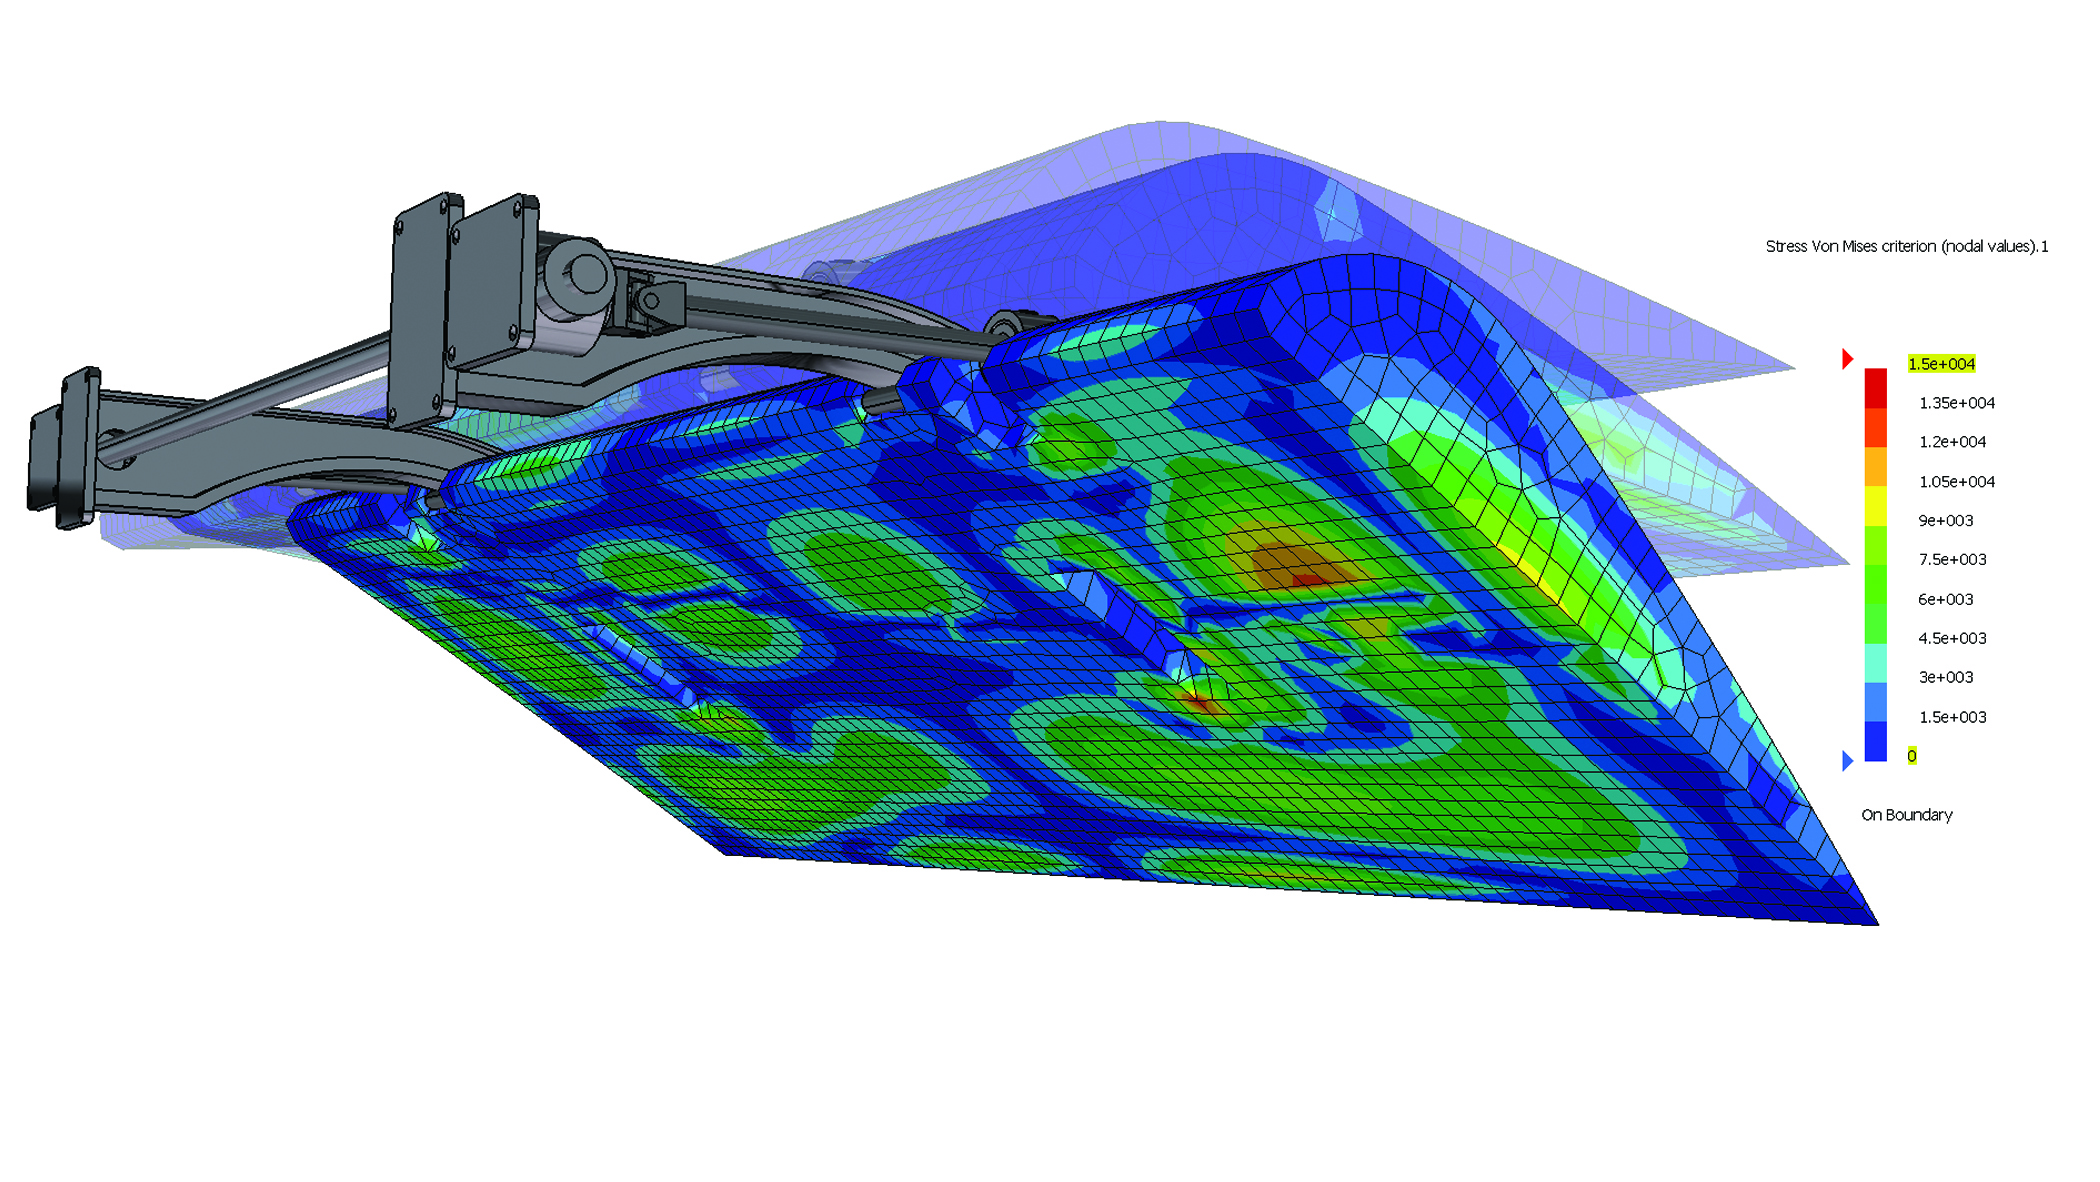 Stress Von Mises criterion (nodal values).1
1.5e+004
1.35e+004
1.2e+004
1.05e+004
9e+003
7.5e+003
6e+003
4.5e+003
3e+003
1.5e+003
0
On Boundary